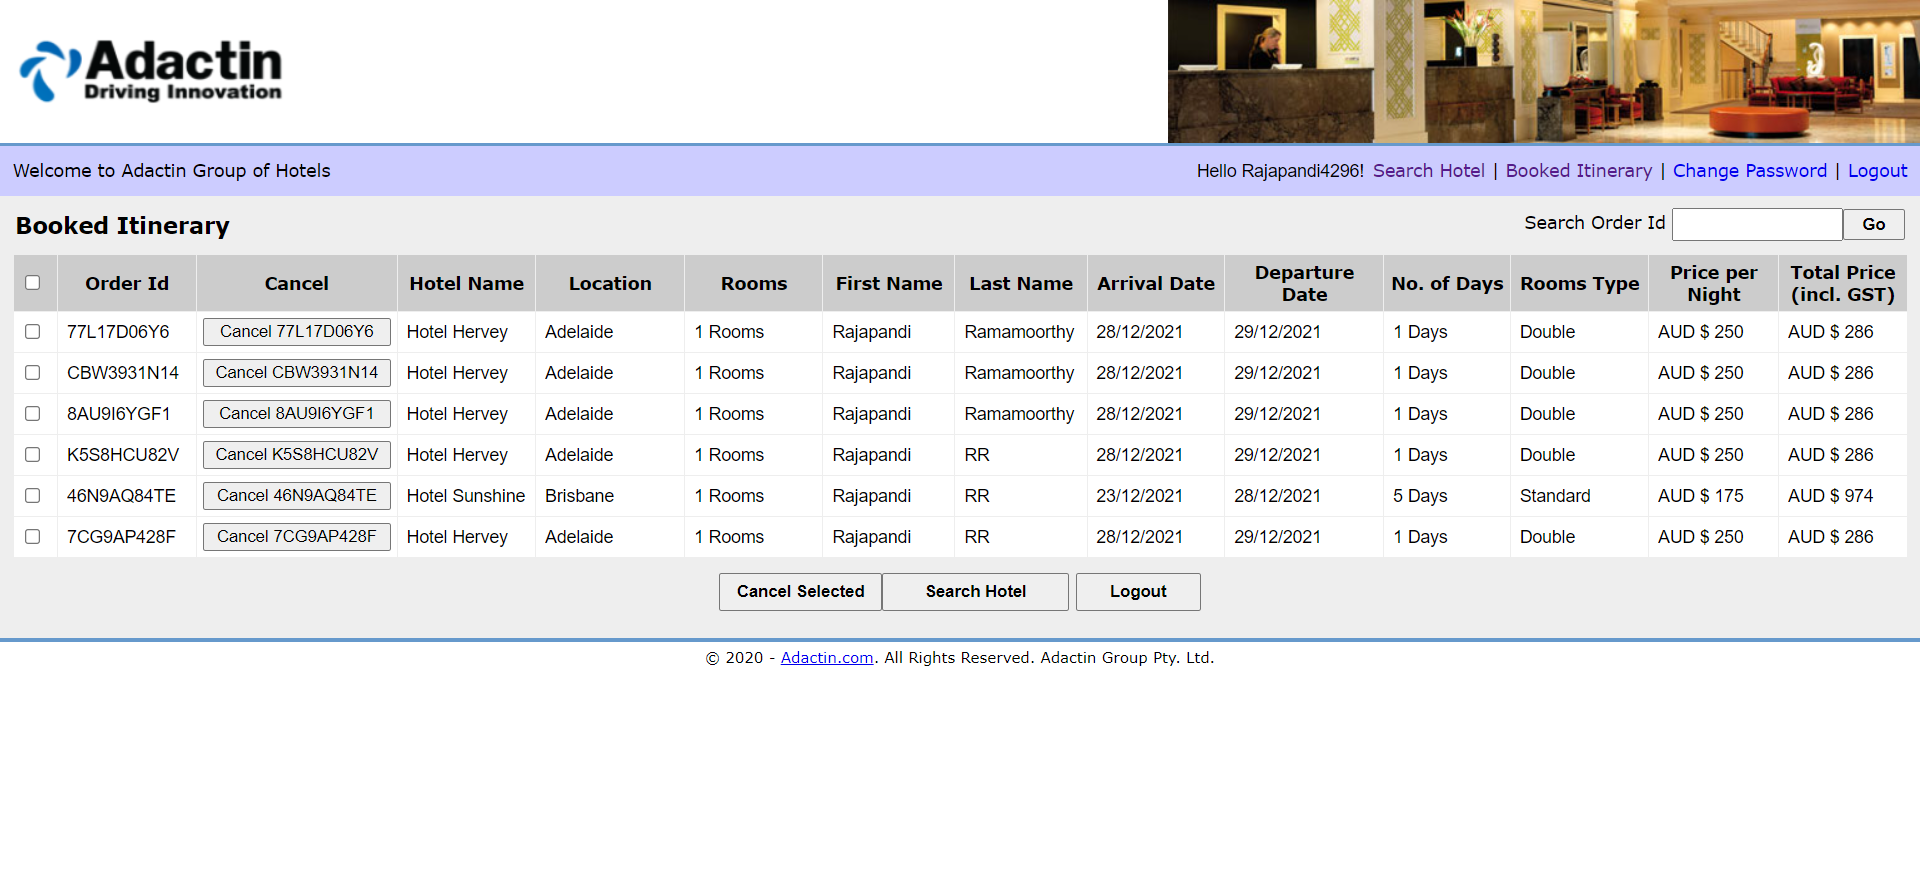 Adactin
Driving Innovation
Welcome to Adactin Group of Hotels
Hello Rajapandi4296! Search Hotel | Booked Itinerary | Change Password | Logout
Booked Itinerary
Search Order Id Go
Order Id Cancel Hotel Name Location Rooms First Name Last Name Arrival Date Departure Date No. of Days Rooms Type Price per Night Total Price (incl. GST)
77L17D06Y6 Cancel 77L17D06Y6 Hotel Hervey Adelaide 1 Rooms Rajapandi Ramamoorthy 28/12/2021 29/12/2021 1 Days Double AUD $ 250 AUD $ 286
CBW3931N14 Cancel CBW3931N14 Hotel Hervey Adelaide 1 Rooms Rajapandi Ramamoorthy 28/12/2021 29/12/2021 1 Days Double AUD $ 250 AUD $ 286
8AU9I6YGF1 Cancel 8AU9I6YGF1 Hotel Hervey Adelaide 1 Rooms Rajapandi Ramamoorthy 28/12/2021 29/12/2021 1 Days Double AUD $ 250 AUD $ 286
K5S8HCU82V Cancel K5S8HCU82V Hotel Hervey Adelaide 1 Rooms Rajapandi RR 28/12/2021 29/12/2021 1 Days Double AUD $ 250 AUD $ 286
46N9AQ84TE Cancel 46N9AQ84TE Hotel Sunshine Brisbane 1 Rooms Rajapandi RR 23/12/2021 28/12/2021 5 Days Standard AUD $ 175 AUD $ 974
7CG9AP428F Cancel 7CG9AP428F Hotel Hervey Adelaide 1 Rooms Rajapandi RR 28/12/2021 29/12/2021 1 Days Double AUD $ 250 AUD $ 286
Cancel Selected Search Hotel Logout
© 2020 - Adactin.com. All Rights Reserved. Adactin Group Pty. Ltd.